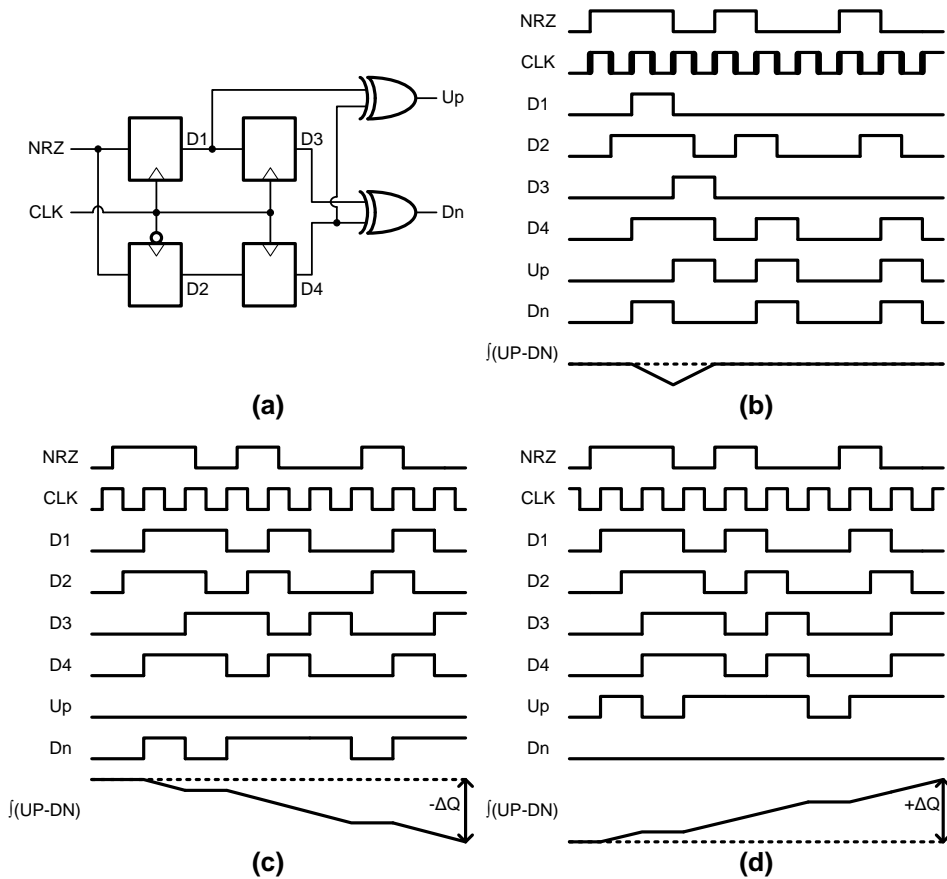 NRZ
CLK
D1
D2
D3
D4
Up
Dn
(a)
NRZ
CLK
D1
D2
D3
D4
Up
Dn
∫(UP-DN)
(b)
NRZ
CLK
D1
D2
D3
D4
Up
Dn
∫(UP-DN)
-ΔQ
(c)
NRZ
CLK
D1
D2
D3
D4
Up
Dn
∫(UP-DN)
+ΔQ
(d)